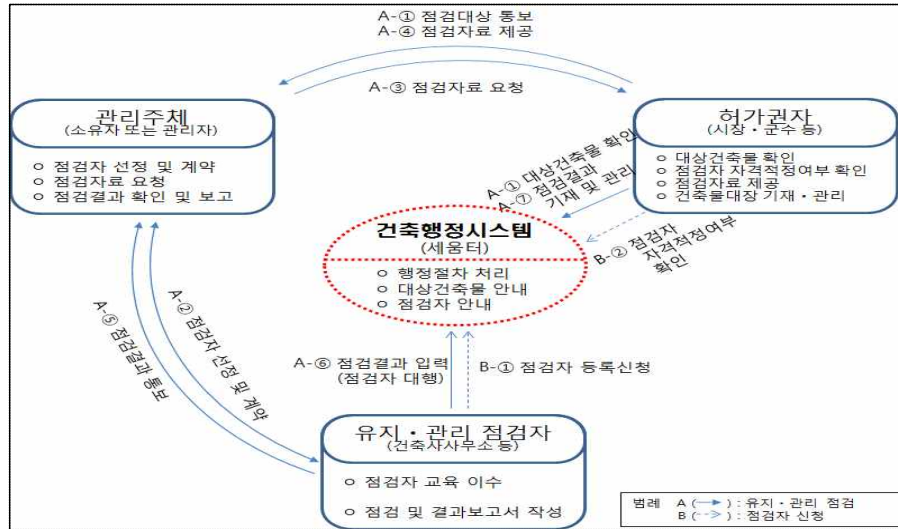 A-① 점검대상 통보
A-④ 점검자료 제공
A-③ 점검자료 요청
관리주체
(소유자 또는 관리자)
ㅇ 점검자 선정 및 계약
ㅇ 점검자료 요청
ㅇ 점검결과 확인 및 보고
허가권자
(시장・군수 등)
ㅇ 대상건축물 확인
ㅇ 점검자 자격적정여부 확인
ㅇ 점검자료 제공
ㅇ 건축물대장 기재・관리
A-① 대상건축물 확인
A-⑦ 점검결과
기재 및 관리
건축행정시스템
(세움터)
ㅇ 행정절차 처리
ㅇ 대상건축물 안내
ㅇ 점검자 안내
B-② 점검자
자격적정여부
확인
A-⑤ 점검결과 통보
A-② 점검자 선정 및 계약
A-⑥ 점검결과 입력
(점검자 대행)
B-① 점검자 등록신청
유지・관리 점검자
(건축사사무소 등)
ㅇ 점검자 교육 이수
ㅇ 점검 및 결과보고서 작성
범례 A ( ) : 유지・관리 점검
B ( ) : 점검자 신청